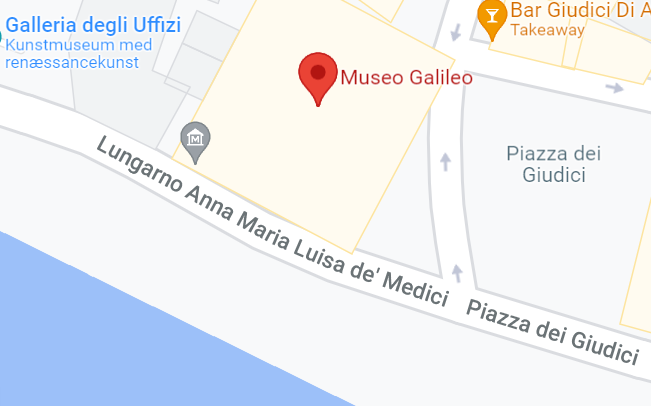 Galleria degli Uffizi
Kunstmuseum med
renæssancekunst
Bar Giudici Di A
Takeaway
Museo Galileo
Piazza dei
Giudici
Lungarno Anna Maria Luisa de' Medici
Piazza dei Giudici